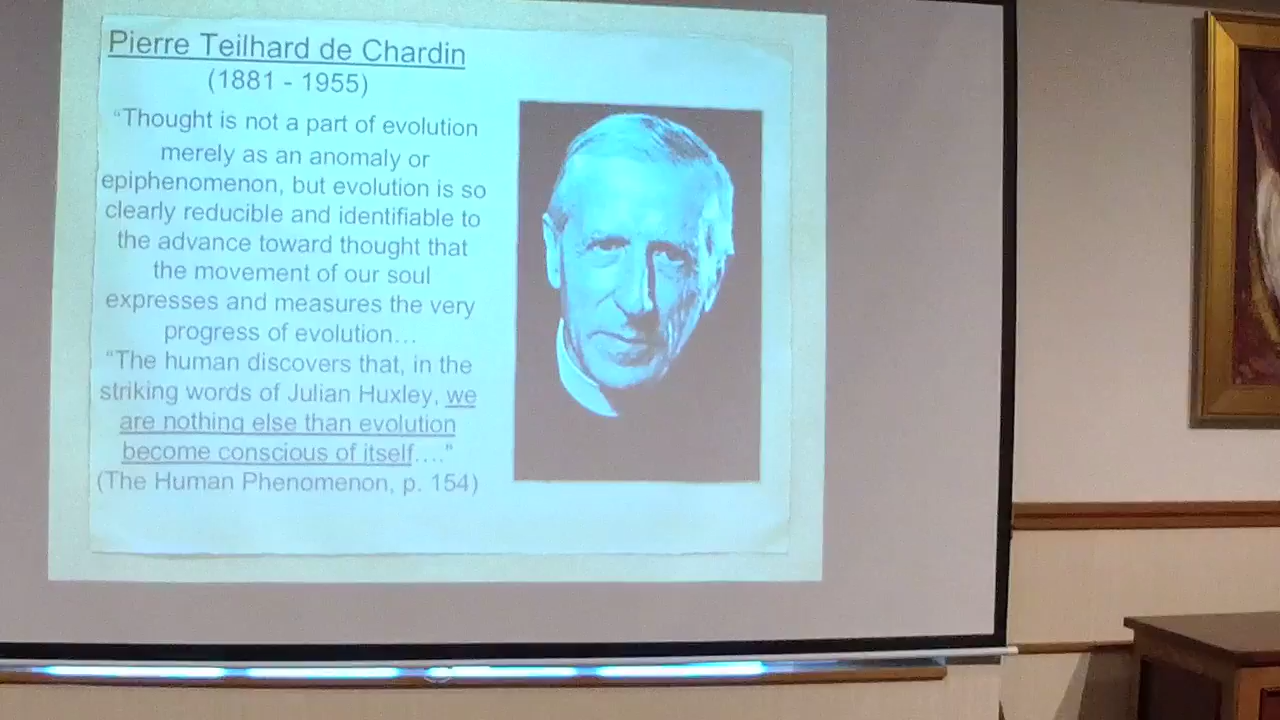 Pierre Teilhard de Chardin
(1881 - 1955)
“Thought is not a part of evolution
merely as an anomaly or
epiphenomenon, but evolution is so
clearly reducible and identifiable to
the advance toward thought that
the movement of our soul
expresses and measures the very
progress of evolution…
“The human discovers that, in the
striking words of Julian Huxley, we
are nothing else than evolution
become conscious of itself….”
(The Human Phenomenon, p. 154)